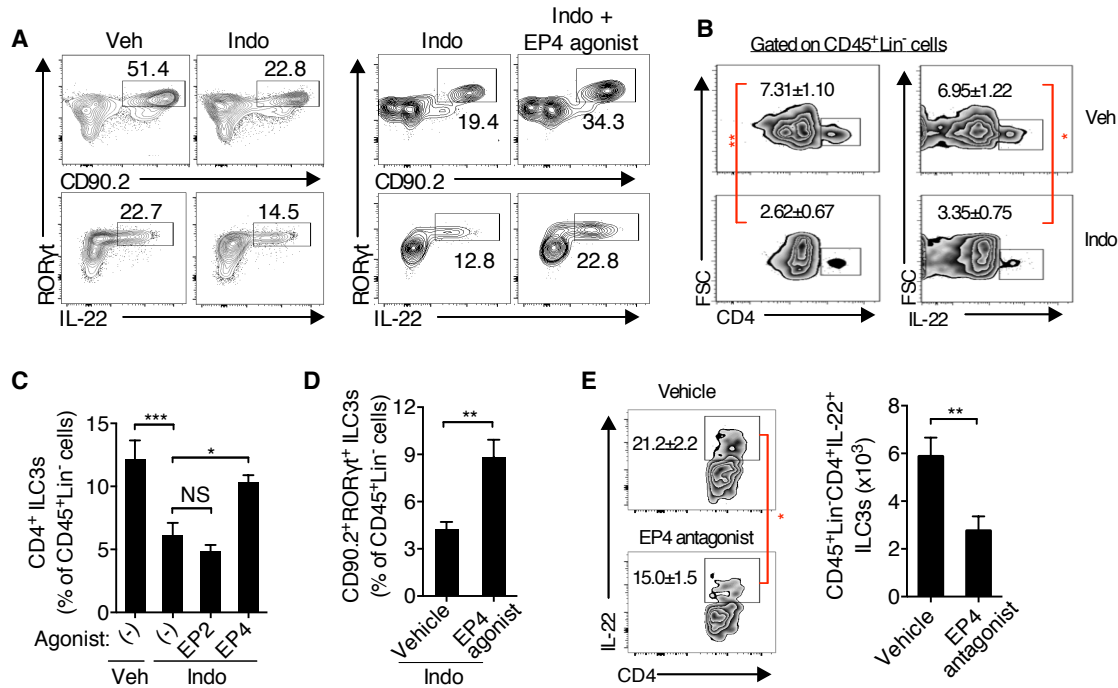 A
Veh
Indo
51.4
22.8
CD90.2
22.7
14.5
RORγt
IL-22
Indo
Indo +
EP4 agonist
19.4
34.3
CD90.2
12.8
22.8
RORγt
IL-22
B
Gated on CD45+Lin- cells
7.31±1.10
6.95±1.22
**
*
Veh
2.62±0.67
3.35±0.75
Indo
FSC
FSC
CD4
IL-22
C
CD4+ ILC3s
(% of CD45+Lin- cells)
15
10
5
0
***
*
NS
Agonist: (-) (-) EP2 EP4
Veh Indo
D
CD90.2+RORγt+ ILC3s
(% of CD45+Lin- cells)
12
9
6
3
0
**
Vehicle
EP4
agonist
Indo
E
Vehicle
21.2±2.2
*
EP4 antagonist
15.0±1.5
IL-22
CD4
CD45+Lin-CD4+IL-22+
ILC3s (x103)
8
6
4
2
0
**
Vehicle
EP4
antagonist